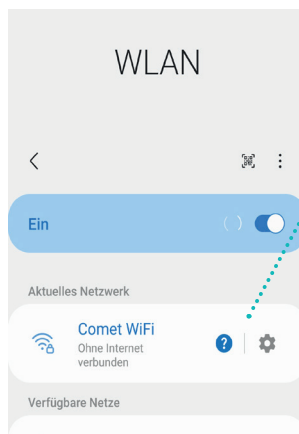 WLAN
Ein
Aktuelles Netzwerk
Comet WiFi
Ohne Internet
verbunden
Verfügbare Netze